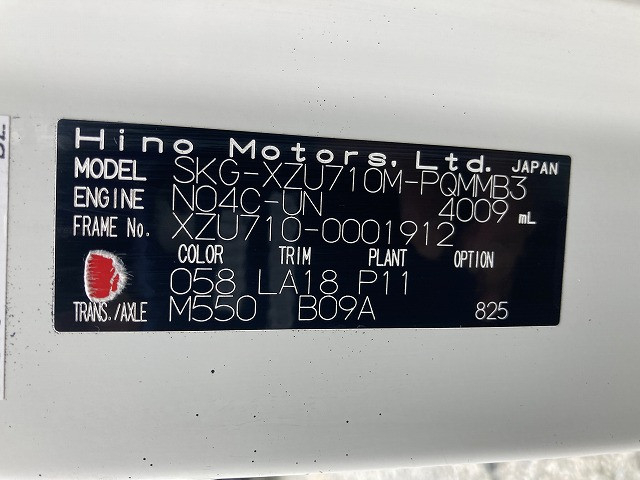 Hino Motors, Ltd. JAPAN
MODEL SKG-XZU710M-PQMMB3
ENGINE N04C-UN 4009 mL
FRAME No. XZU710-0001912
COLOR TRIM PLANT OPTION
058 LA18 P11
TRANS./AXLE M550 B09A 825